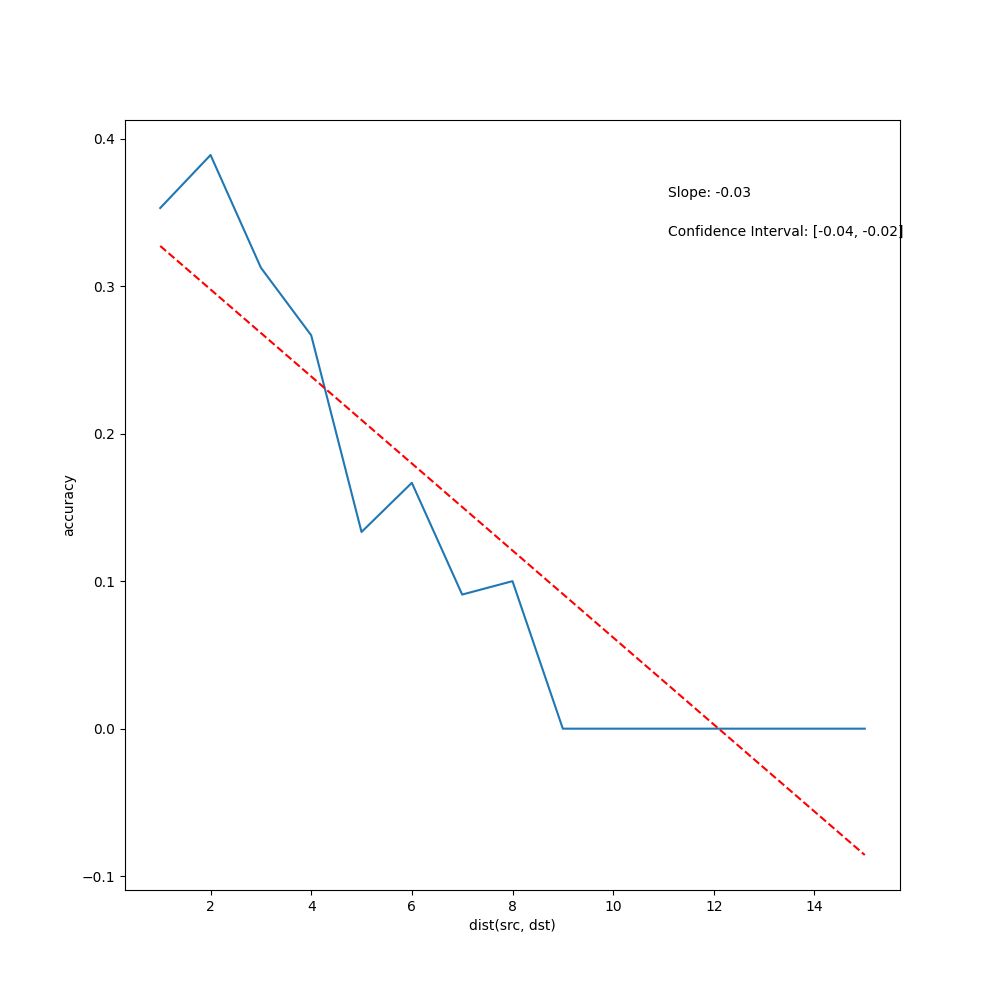 0.4
0.3
0.2
0.1
0.0
−0.1
accuracy
Slope: -0.03
Confidence Interval: [-0.04, -0.02]
2 4 6 8 10 12 14
dist(src, dst)